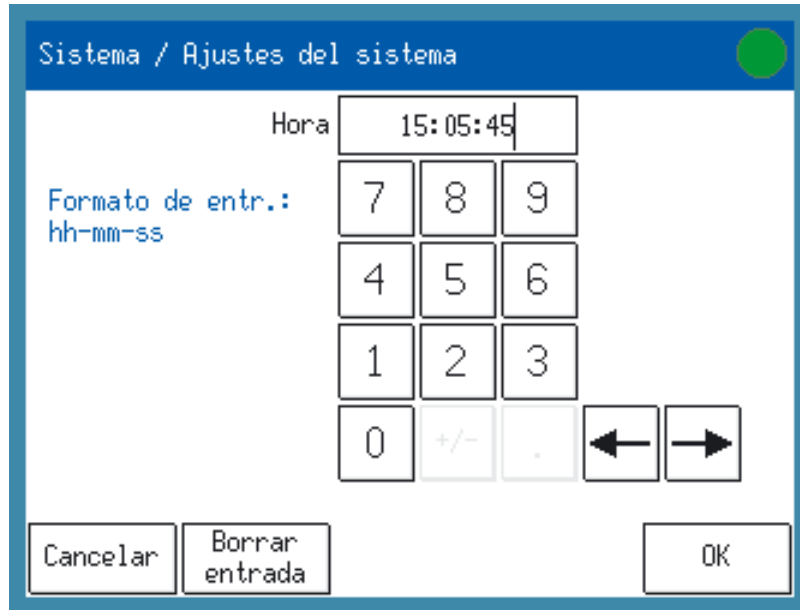 Sistema / Ajustes del sistema
Hora 15:05:45
Formato de entr.:
hh-mm-ss
7 8 9
4 5 6
1 2 3
0 +/- .
Cancelar
Borrar
entrada
OK